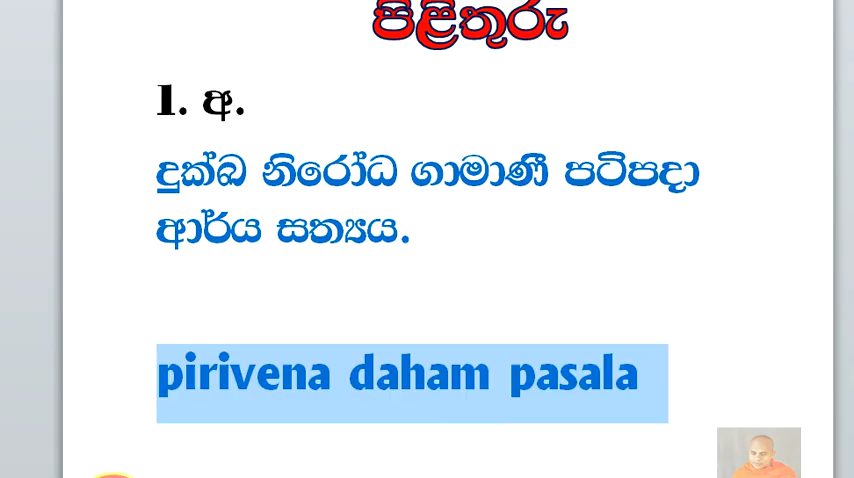 පිළිතුරු
1. අ.
දුක්ඛ නිරෝධ ගාමාණී පටිපදා
ආර්ය සත්‍යය.
pirivena daham pasala